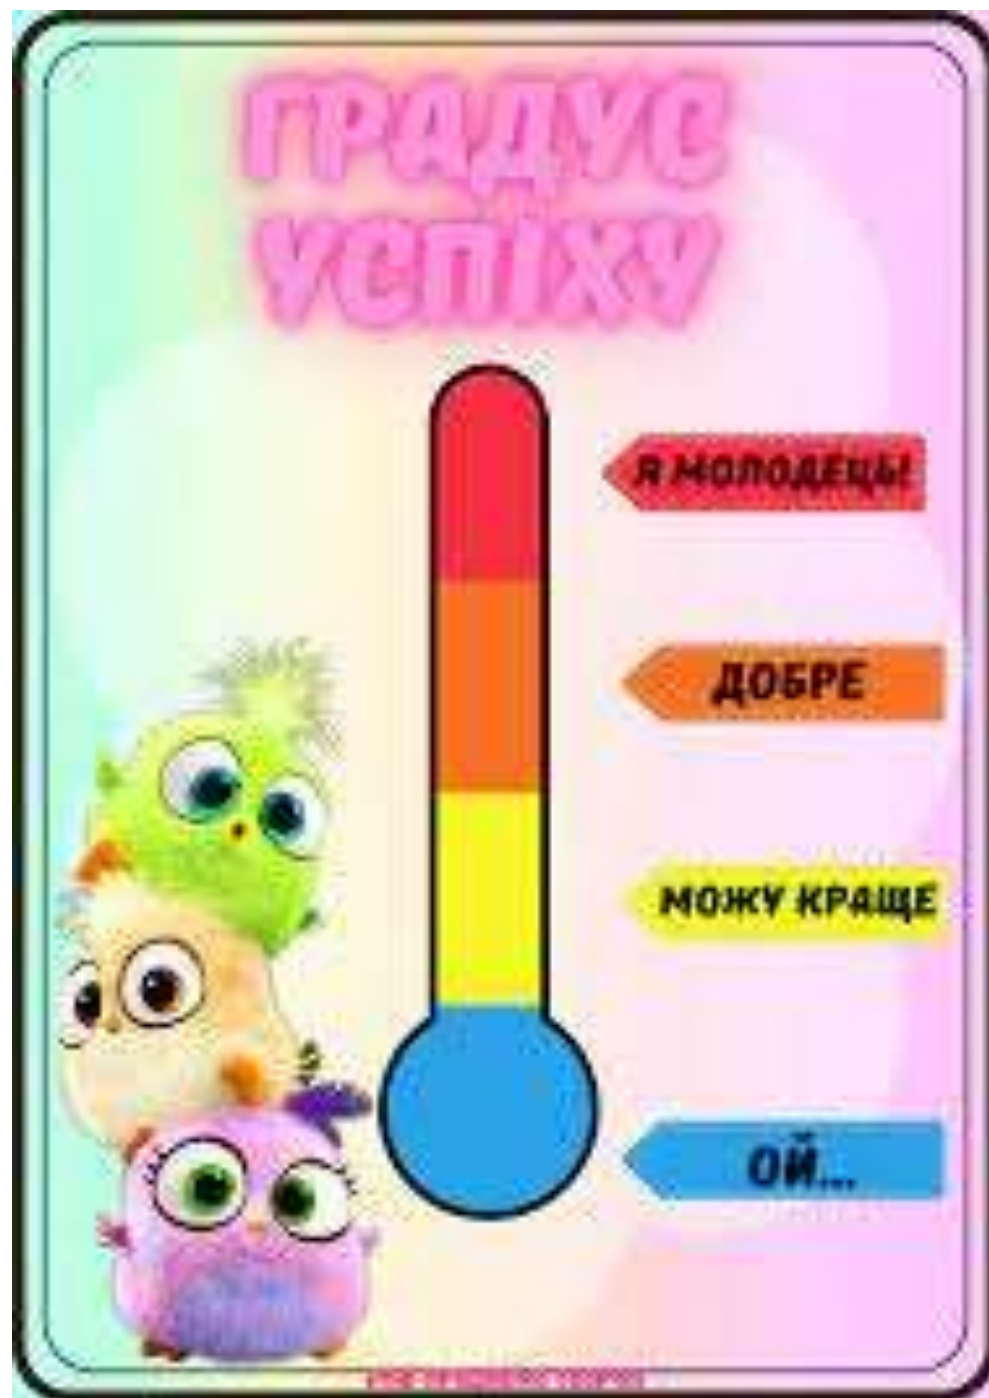 ГРАДУС
УСПІХУ
Я МОЛОДЕЦЬ!
ДОБРЕ
МОЖУ КРАЩЕ
ОЙ...